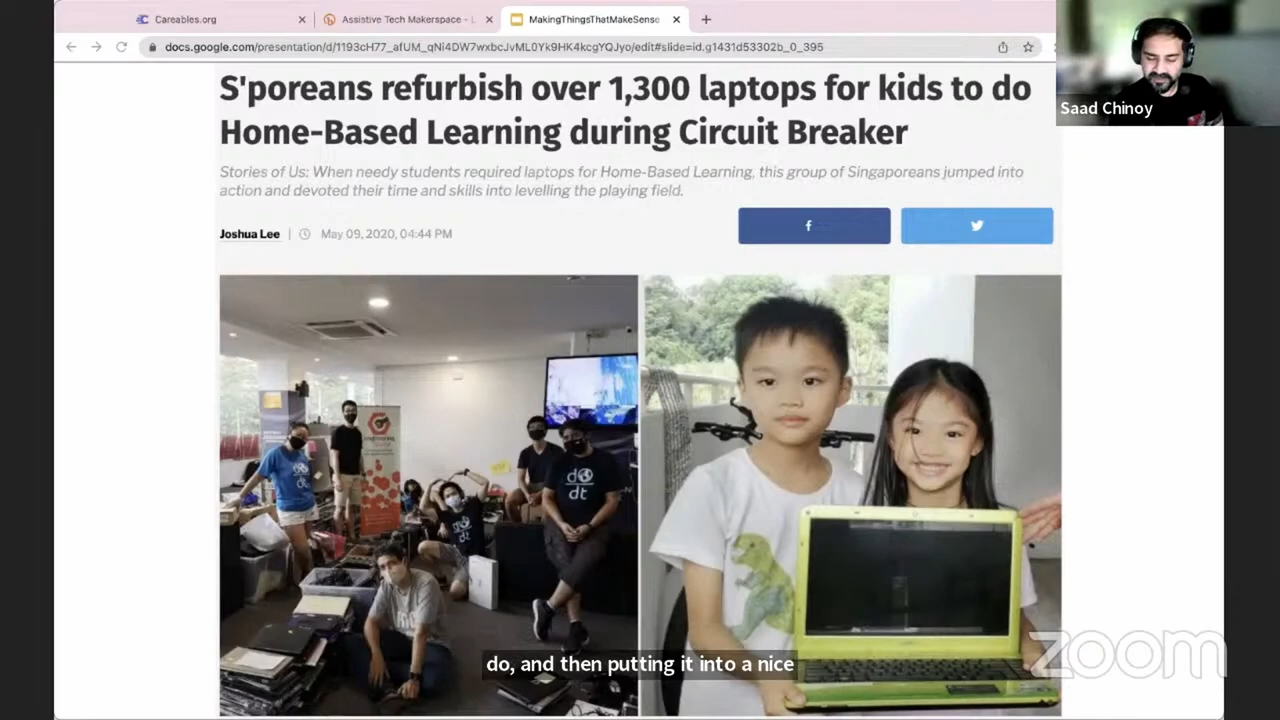 Careables.org
Assistive Tech Makerspace - L
MakingThingsThatMakeSense
docs.google.com/presentation/d/1193cH77_afUM_qNi4DW7wxbcJvML0Yk9HK4kcgYQJyo/edit#slide=id.g1431d53302b_0_395
Saad Chinoy
S'poreans refurbish over 1,300 laptops for kids to do
Home-Based Learning during Circuit Breaker
Stories of Us: When needy students required laptops for Home-Based Learning, this group of Singaporeans jumped into
action and devoted their time and skills into levelling the playing field.
Joshua Lee | May 09, 2020, 04:44 PM
d
dt
do, and then putting it into a nice
zoom